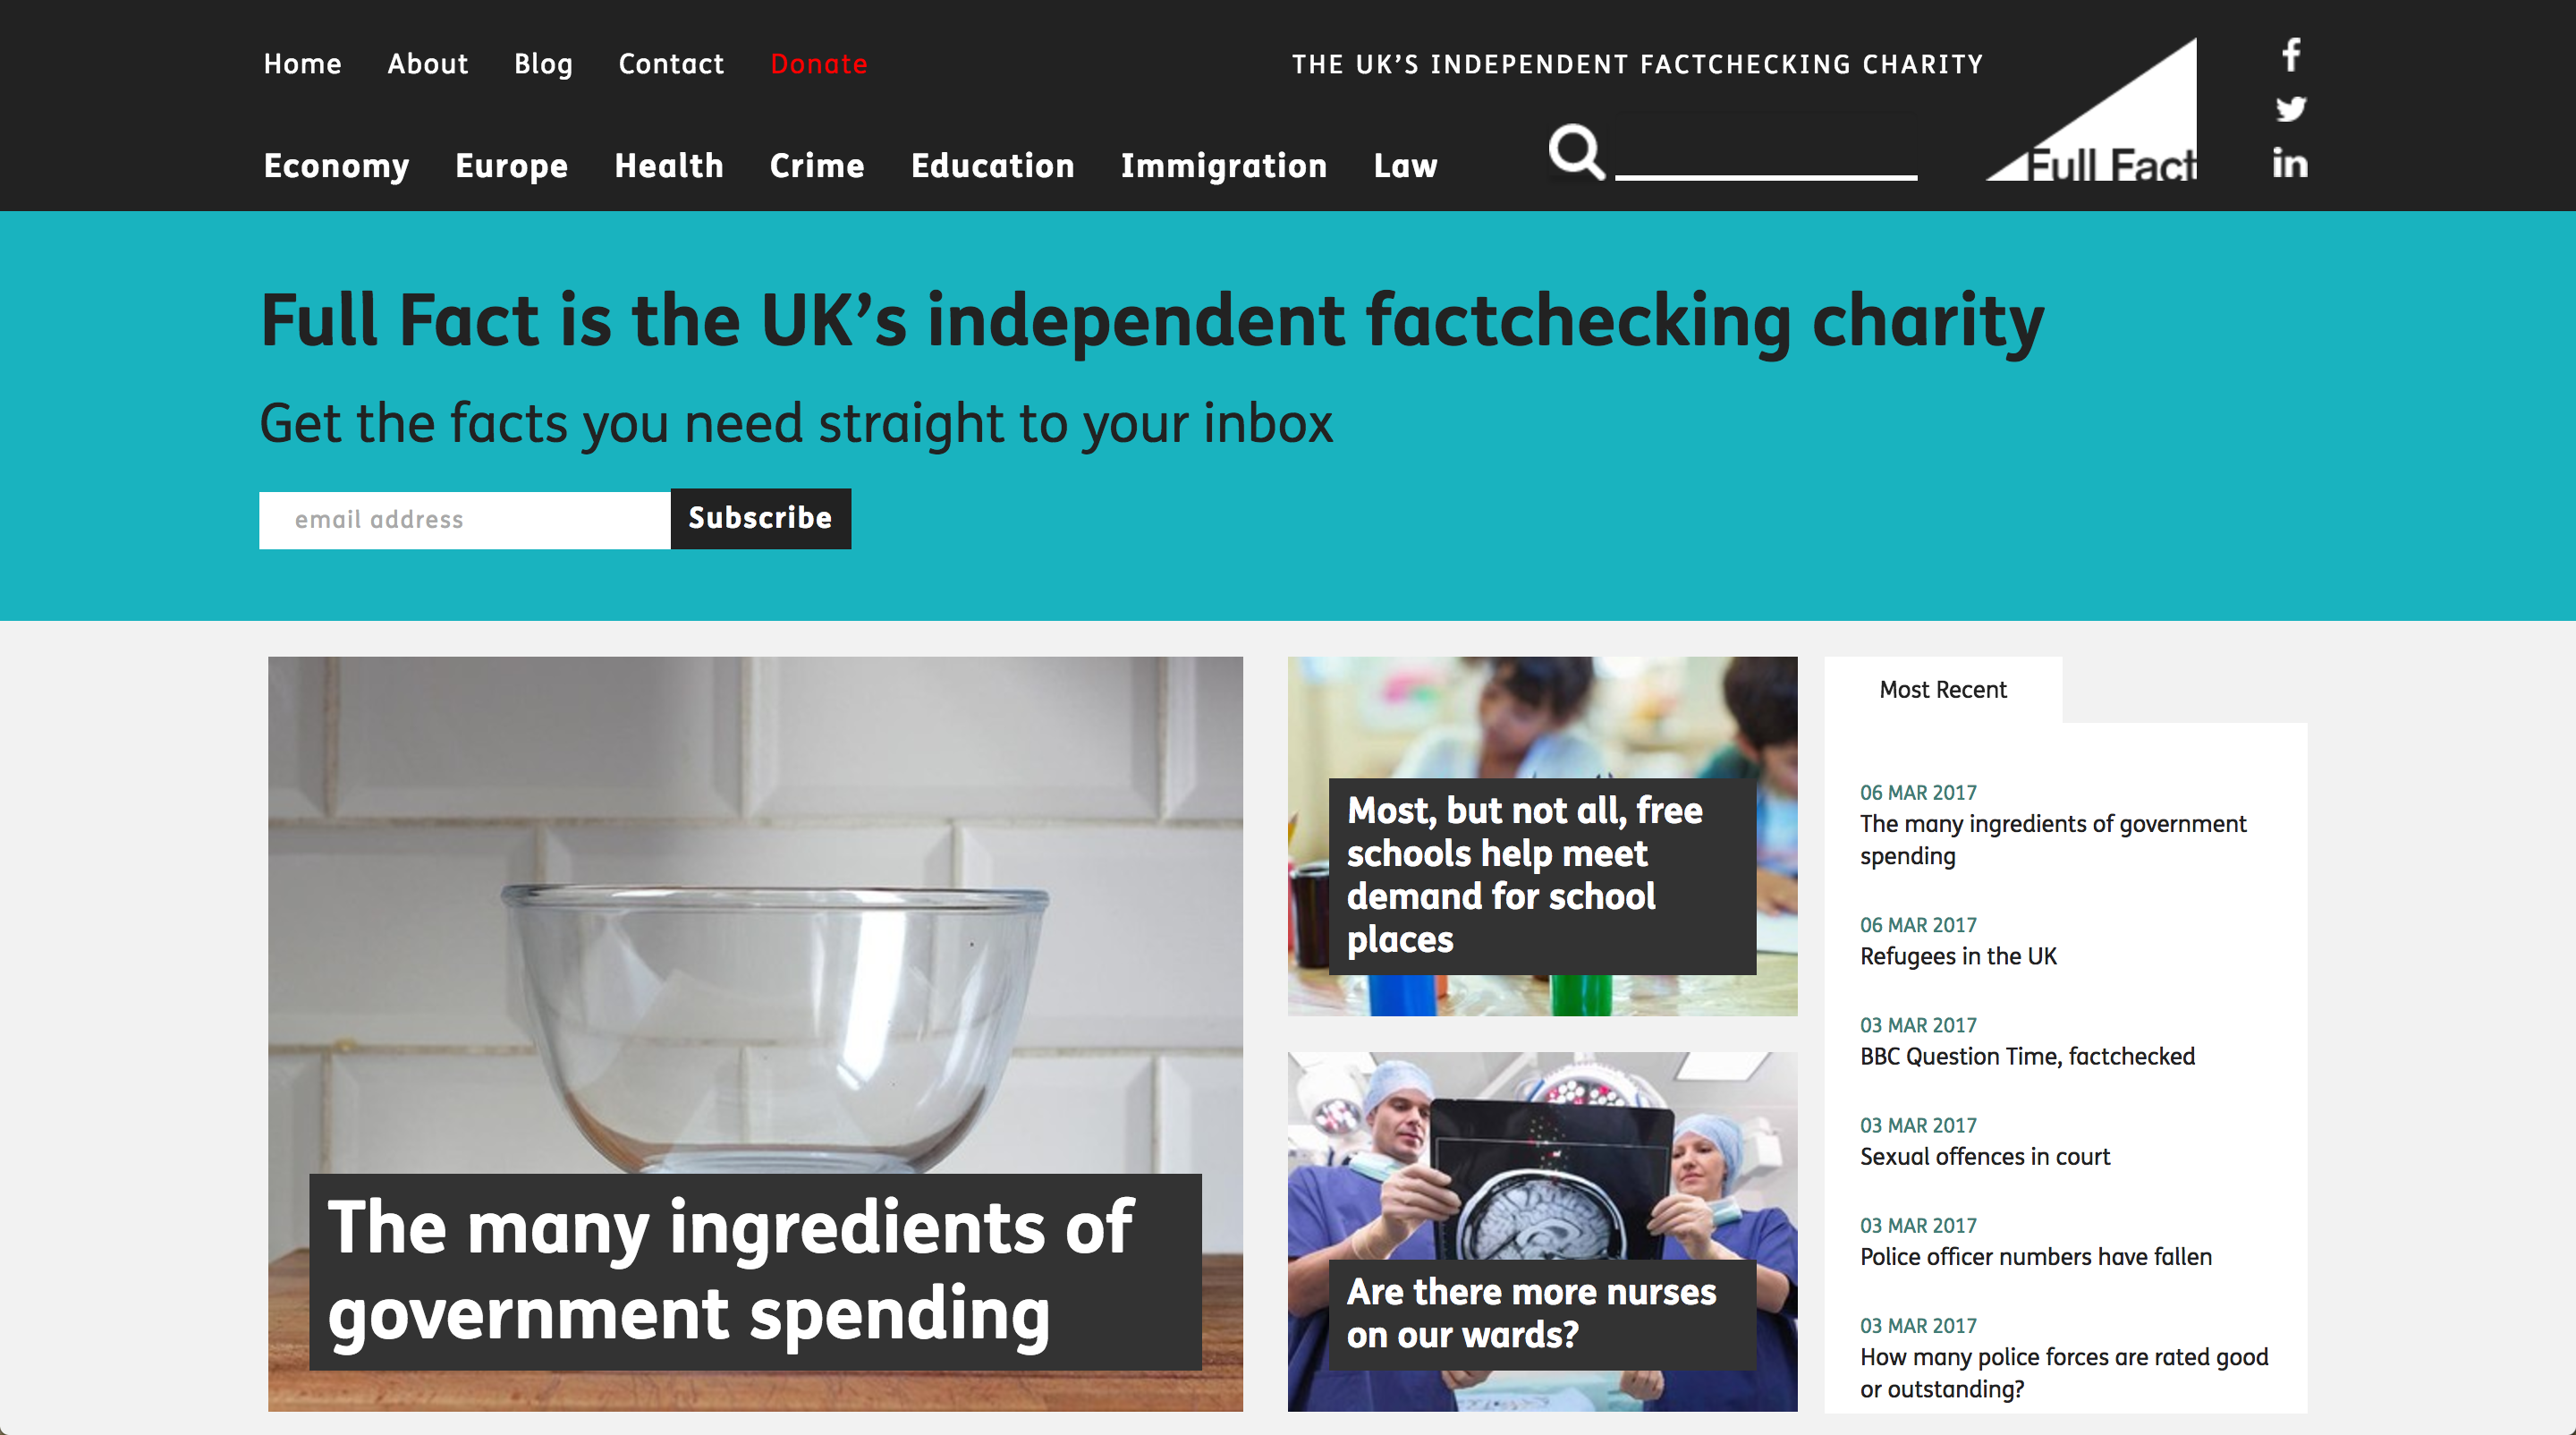 Home About Blog Contact Donate
THE UK’S INDEPENDENT FACTCHECKING CHARITY
Economy Europe Health Crime Education Immigration Law
Full Fact
Full Fact is the UK’s independent factchecking charity
Get the facts you need straight to your inbox
email address
Subscribe
The many ingredients of
government spending
Most, but not all, free
schools help meet
demand for school
places
Are there more nurses
on our wards?
Most Recent
06 MAR 2017
The many ingredients of government
spending
06 MAR 2017
Refugees in the UK
03 MAR 2017
BBC Question Time, factchecked
03 MAR 2017
Sexual offences in court
03 MAR 2017
Police officer numbers have fallen
03 MAR 2017
How many police forces are rated good
or outstanding?